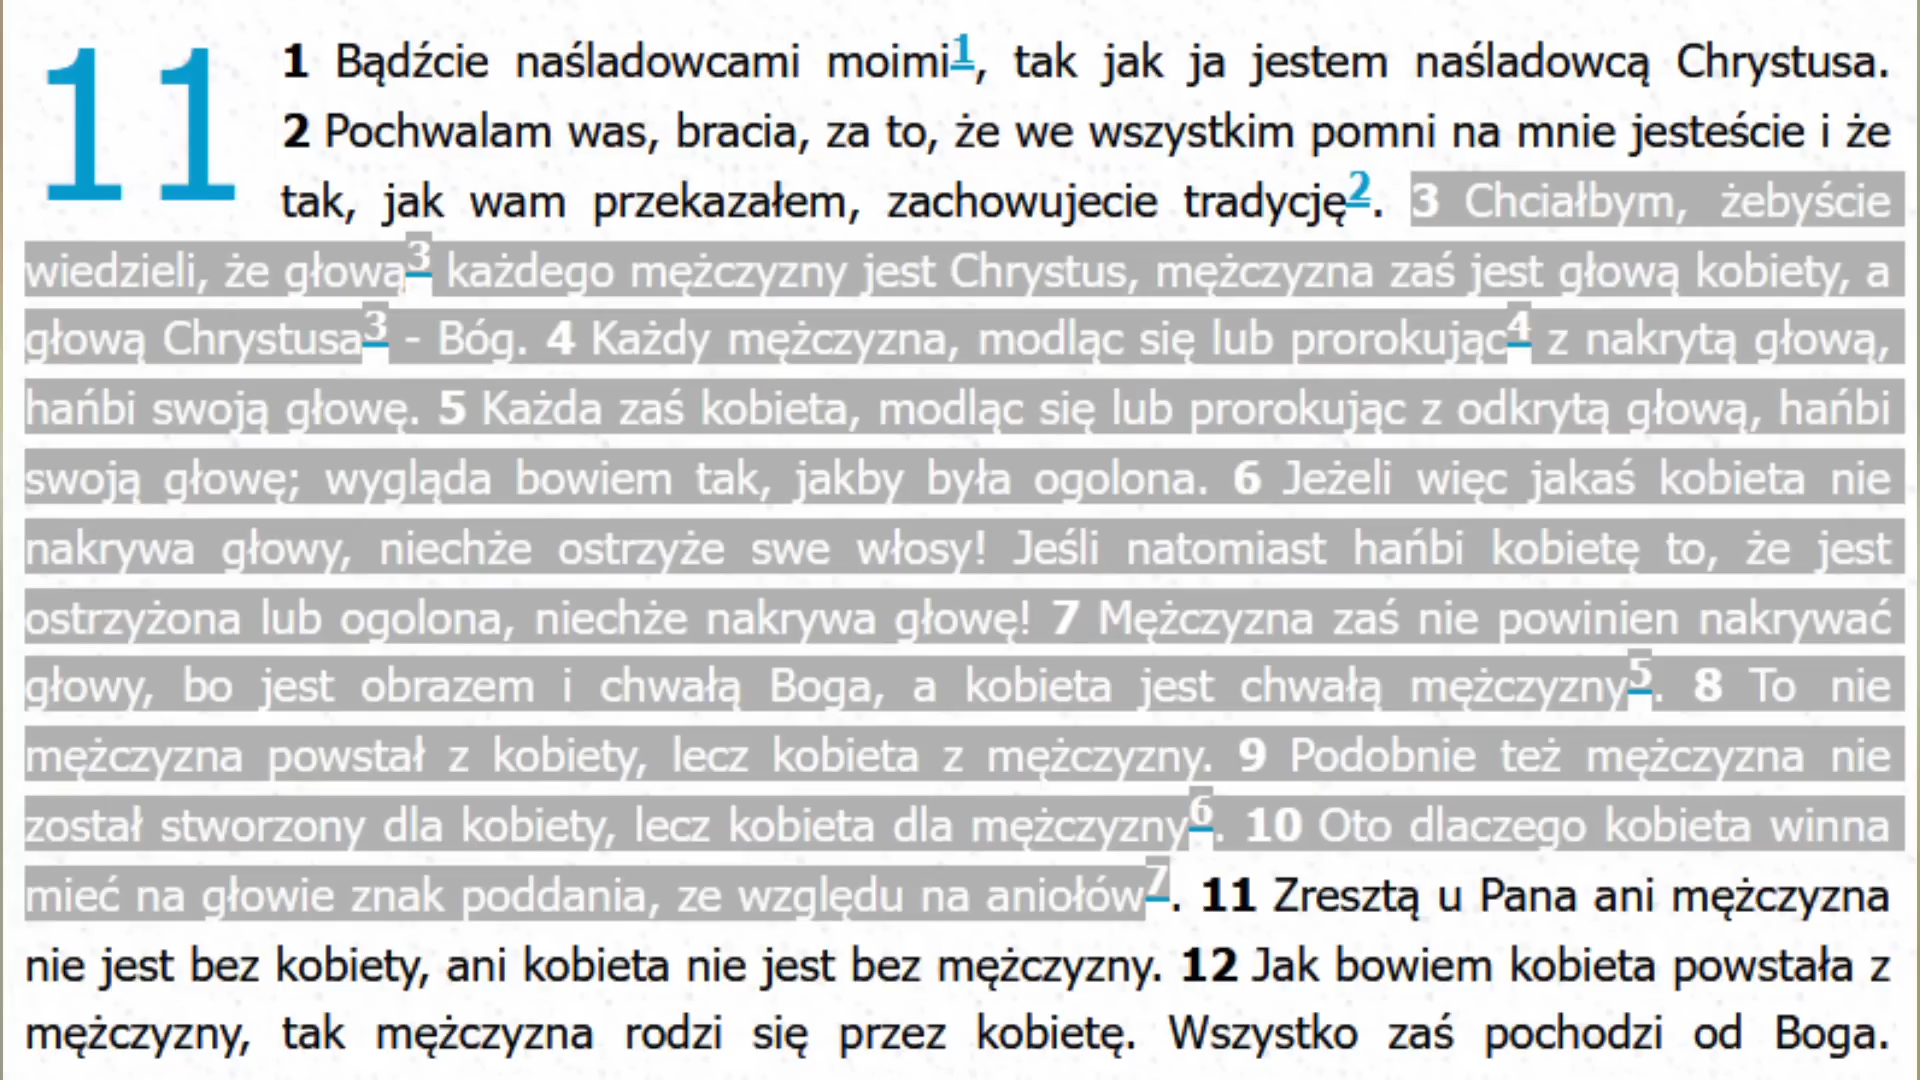 11
1 Bądźcie naśladowcami moimi1, tak jak ja jestem naśladowcą Chrystusa.
2 Pochwalam was, bracia, za to, że we wszystkim pomni na mnie jesteście i że
tak, jak wam przekazałem, zachowujecie tradycję2. 3 Chciałbym, żebyście
wiedzieli, że głową3 każdego mężczyzny jest Chrystus, mężczyzna zaś jest głową kobiety, a
głową Chrystusa3 - Bóg. 4 Każdy mężczyzna, modląc się lub prorokując4 z nakrytą głową,
hańbi swoją głowę. 5 Każda zaś kobieta, modląc się lub prorokując z odkrytą głową, hańbi
swoją głowę; wygląda bowiem tak, jakby była ogolona. 6 Jeżeli więc jakaś kobieta nie
nakrywa głowy, niechże ostrzyże swe włosy! Jeśli natomiast hańbi kobietę to, że jest
ostrzyżona lub ogolona, niechże nakrywa głowę! 7 Mężczyzna zaś nie powinien nakrywać
głowy, bo jest obrazem i chwałą Boga, a kobieta jest chwałą mężczyzny5. 8 To nie
mężczyzna powstał z kobiety, lecz kobieta z mężczyzny. 9 Podobnie też mężczyzna nie
został stworzony dla kobiety, lecz kobieta dla mężczyzny6. 10 Oto dlaczego kobieta winna
mieć na głowie znak poddania, ze względu na aniołów7. 11 Zresztą u Pana ani mężczyzna
nie jest bez kobiety, ani kobieta nie jest bez mężczyzny. 12 Jak bowiem kobieta powstała z
mężczyzny, tak mężczyzna rodzi się przez kobietę. Wszystko zaś pochodzi od Boga.